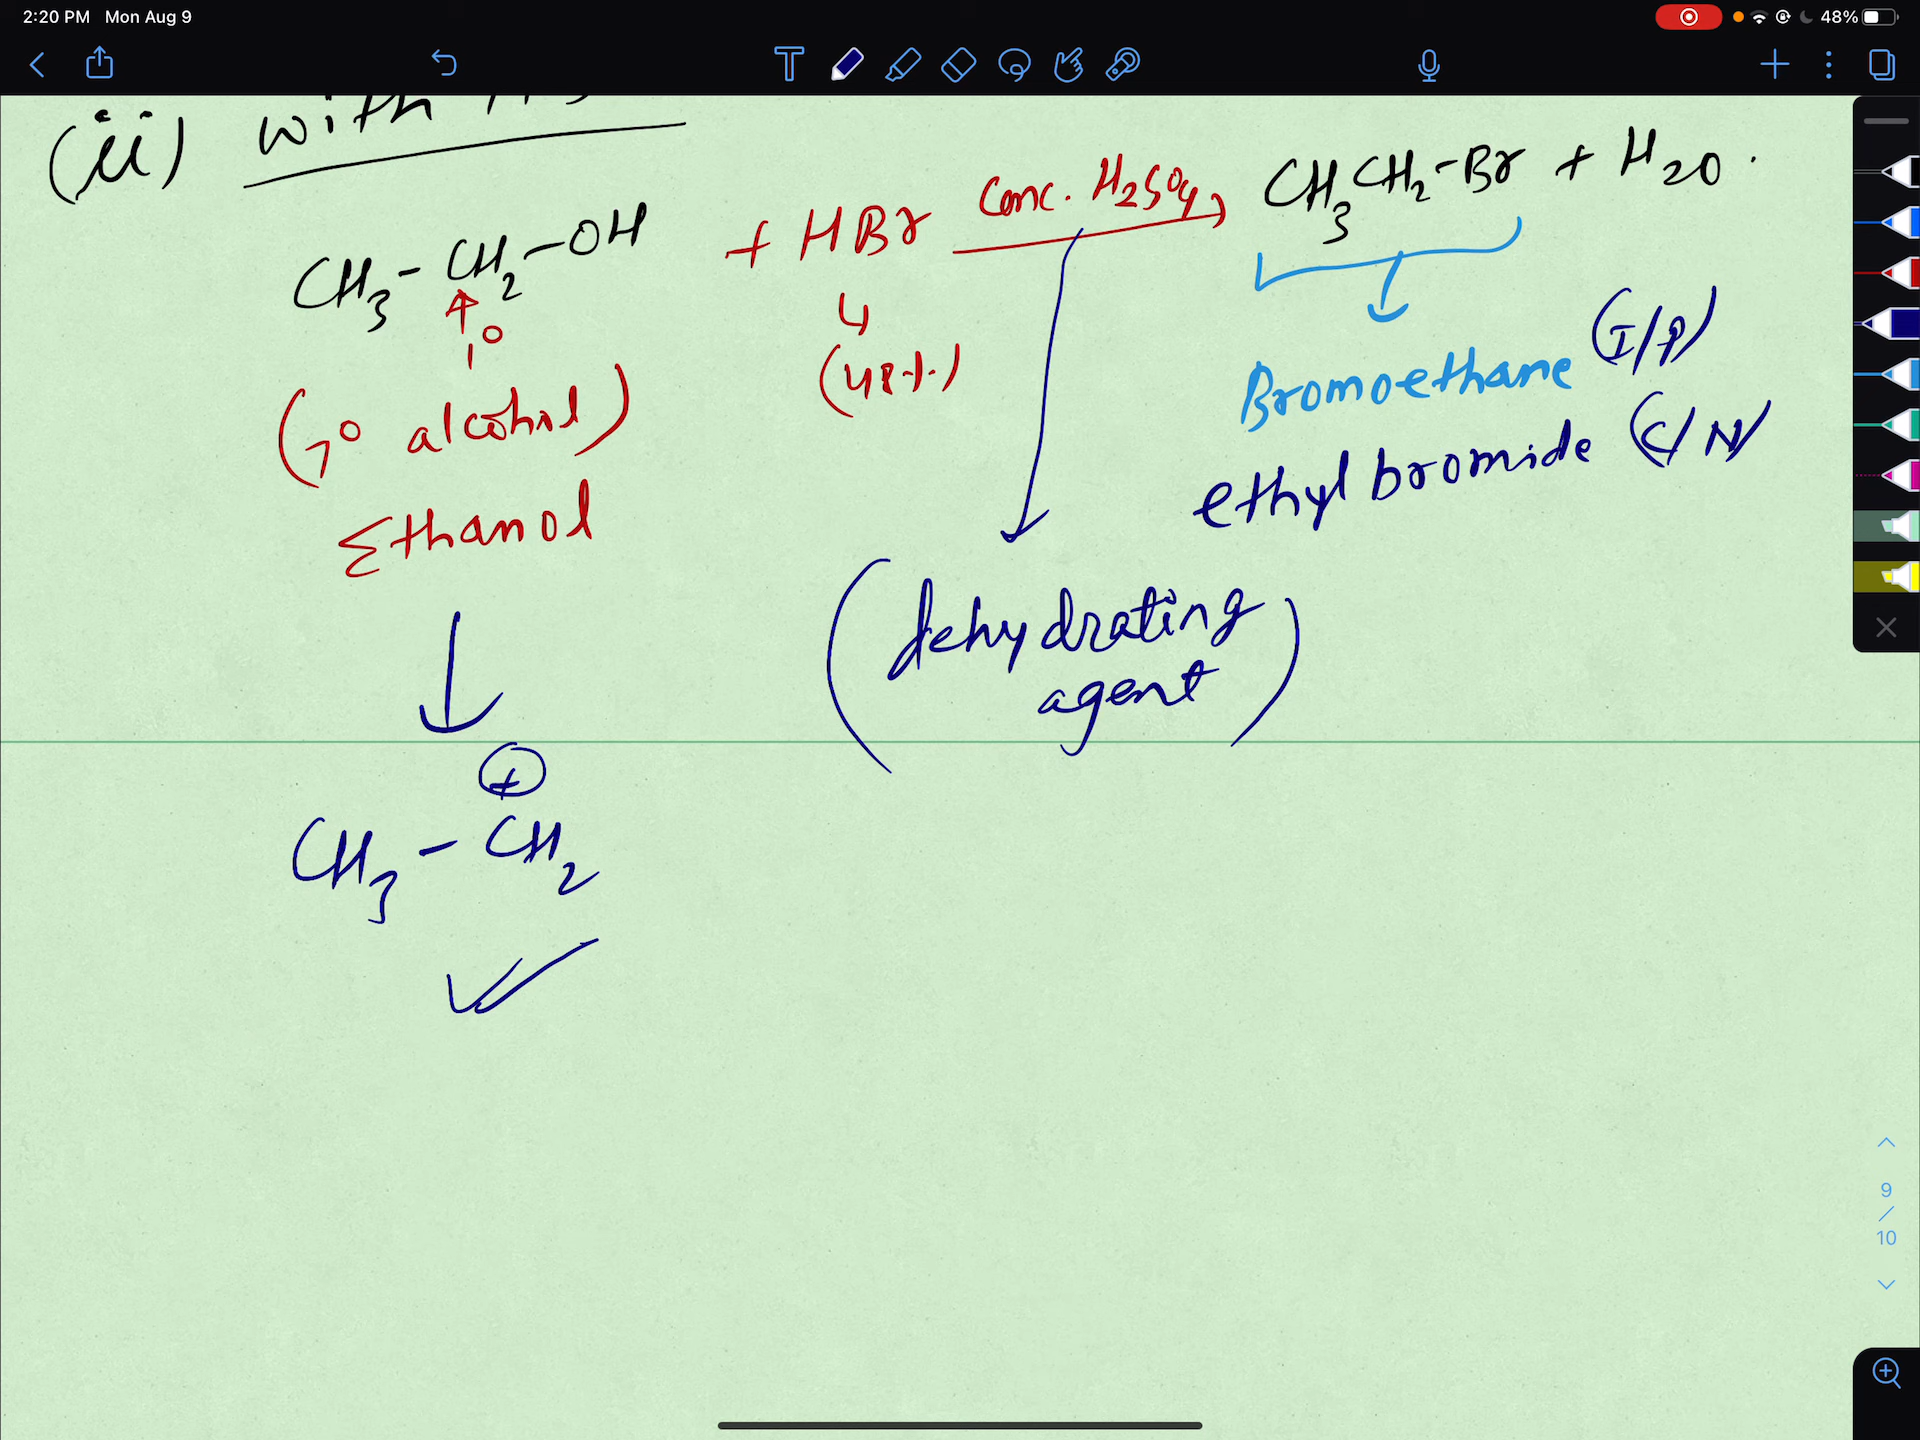 2:20 PM Mon Aug 9
48%
(ii) with
CH3 - CH2 - OH + HBr Conc. H2SO4 CH3CH2-Br + H2O.
1°
(48%)
(1° alcohol)
Ethanol
Bromoethane (I/P)
ethyl bromide (C/N)
(dehydrating
agent)
+
CH3 - CH2
9
/
10